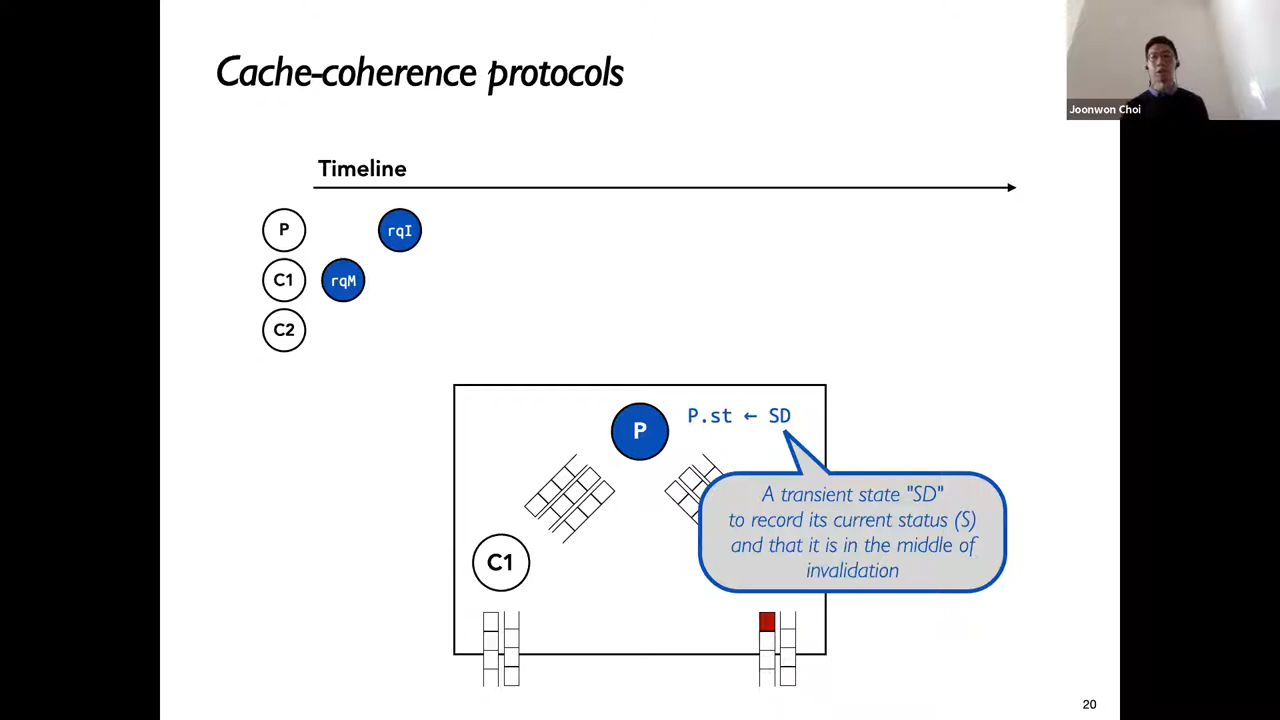 Cache-coherence protocols
Joonwon Choi
Timeline
P
rqI
C1
rqM
C2
P
P.st ← SD
A transient state "SD"
to record its current status (S)
and that it is in the middle of
invalidation
C1
20